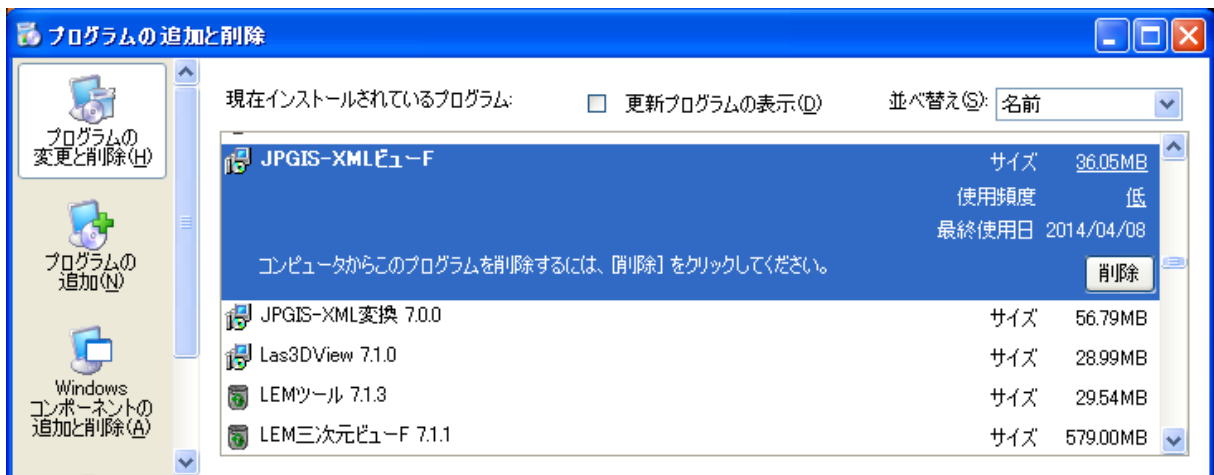 プログラムの追加と削除
プログラムの
変更と削除(H)
プログラムの
追加(N)
Windows
コンポーネントの
追加と削除(A)
現在インストールされているプログラム:
更新プログラムの表示(D)
並べ替え(S): 名前
JPGIS-XMLビューF サイズ 36.05MB
使用頻度 低
最終使用日 2014/04/08
コンピュータからこのプログラムを削除するには、[削除] をクリックしてください。
削除
JPGIS-XML変換 7.0.0 サイズ 56.79MB
Las3DView 7.1.0 サイズ 28.99MB
LEMツール 7.1.3 サイズ 29.54MB
LEM三次元ビューF 7.1.1 サイズ 579.00MB